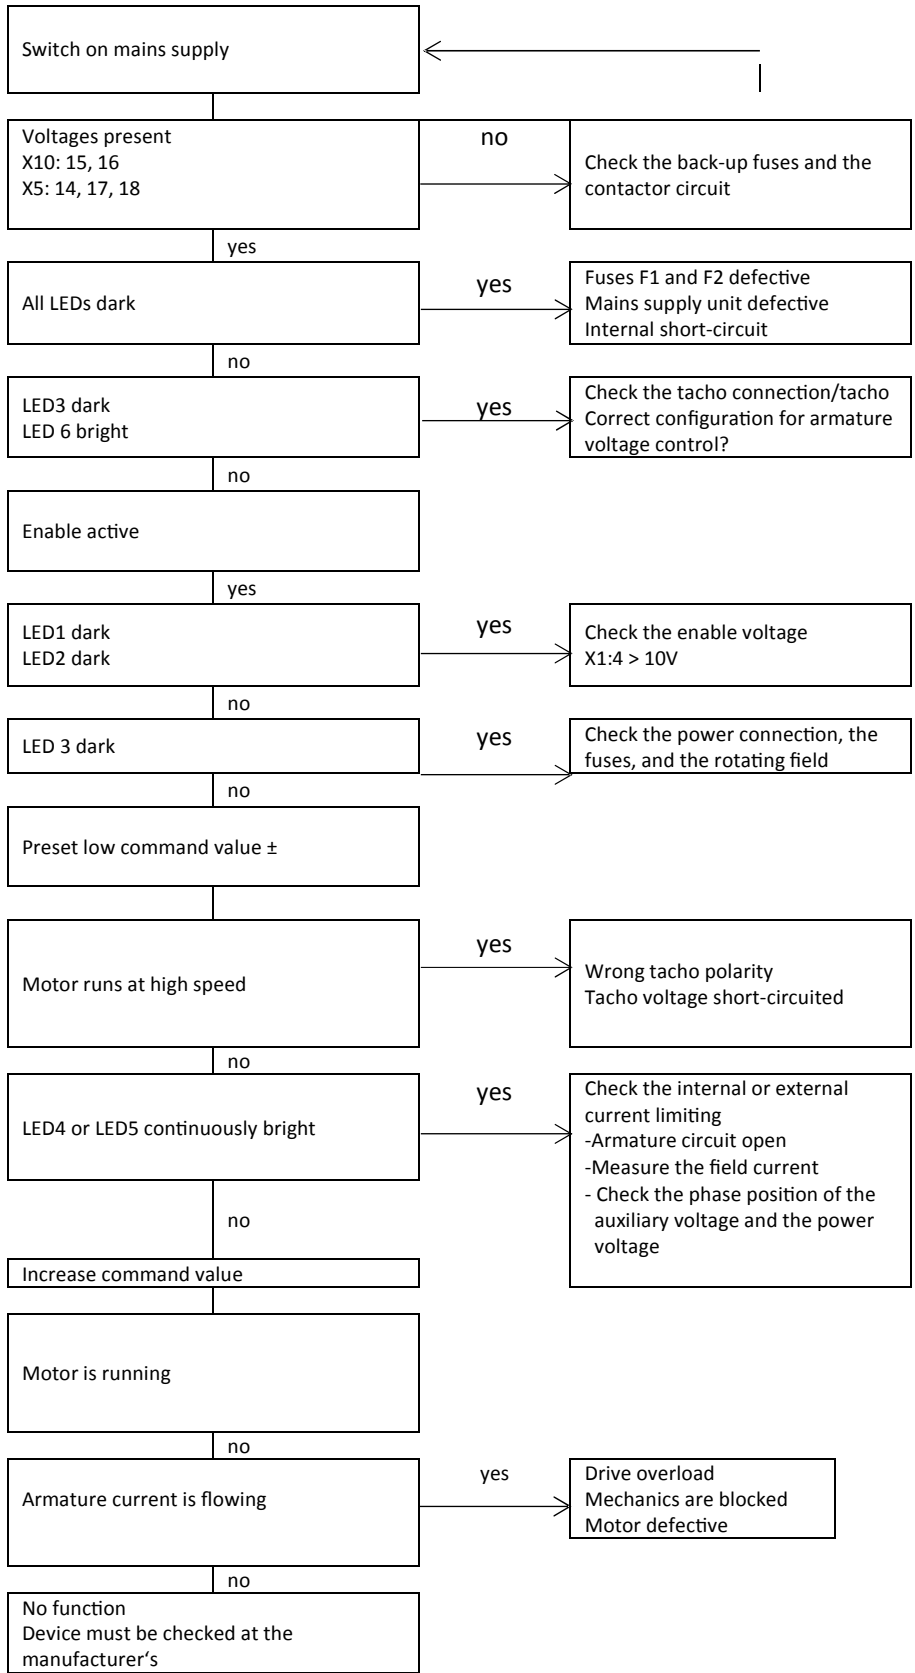 Switch on mains supply
Voltages present
X10: 15, 16
X5: 14, 17, 18
no
Check the back-up fuses and the
contactor circuit
yes
All LEDs dark
yes
Fuses F1 and F2 defective
Mains supply unit defective
Internal short-circuit
no
LED3 dark
LED 6 bright
yes
Check the tacho connection/tacho
Correct configuration for armature
voltage control?
no
Enable active
yes
LED1 dark
LED2 dark
yes
Check the enable voltage
X1:4 > 10V
no
LED 3 dark
yes
Check the power connection, the
fuses, and the rotating field
no
Preset low command value ±
Motor runs at high speed
yes
Wrong tacho polarity
Tacho voltage short-circuited
no
LED4 or LED5 continuously bright
yes
Check the internal or external
current limiting
-Armature circuit open
-Measure the field current
- Check the phase position of the
auxiliary voltage and the power
voltage
no
Increase command value
Motor is running
no
Armature current is flowing
yes
Drive overload
Mechanics are blocked
Motor defective
no
No function
Device must be checked at the
manufacturer‘s